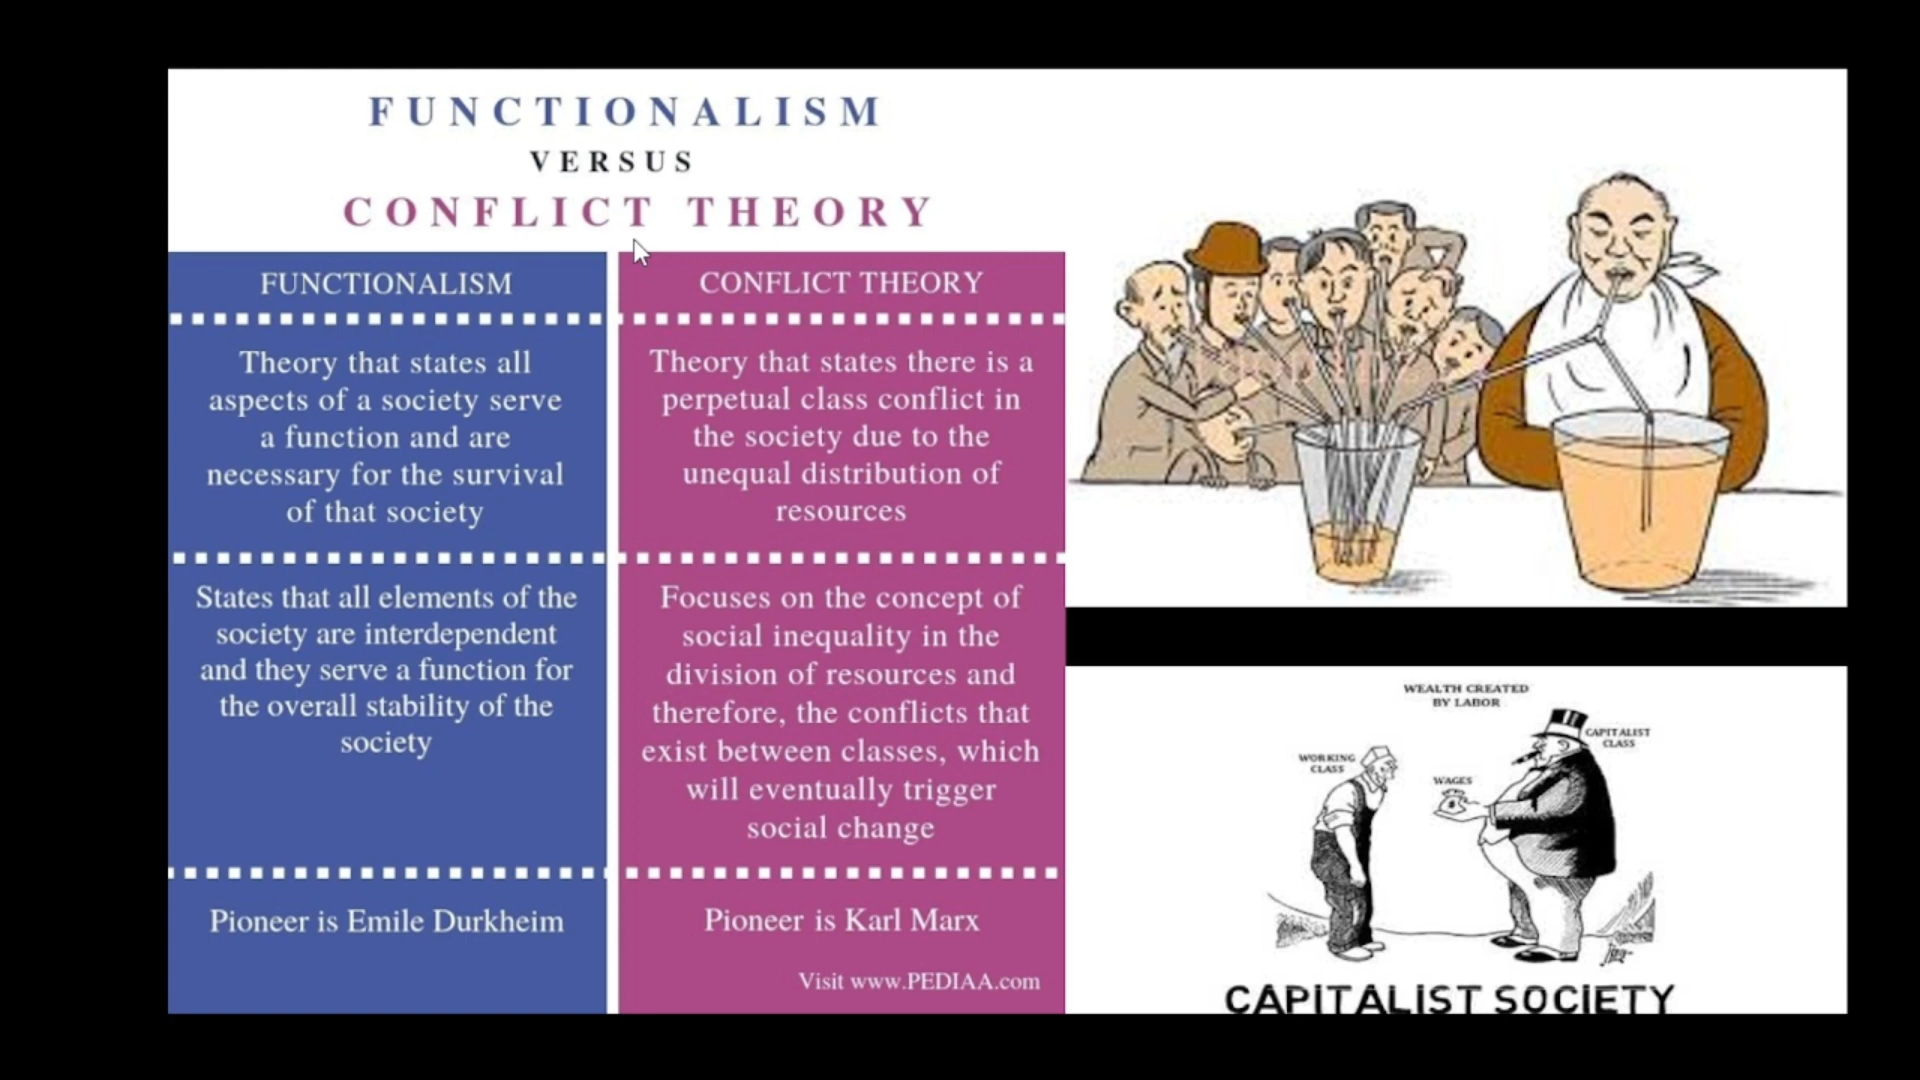 FUNCTIONALISM
VERSUS
CONFLICT THEORY
FUNCTIONALISM
Theory that states all
aspects of a society serve
a function and are
necessary for the survival
of that society
States that all elements of the
society are interdependent
and they serve a function for
the overall stability of the
society
Pioneer is Emile Durkheim
CONFLICT THEORY
Theory that states there is a
perpetual class conflict in
the society due to the
unequal distribution of
resources
Focuses on the concept of
social inequality in the
division of resources and
therefore, the conflicts that
exist between classes, which
will eventually trigger
social change
Pioneer is Karl Marx
Visit www.PEDIAA.com
WEALTH CREATED
BY LABOR
CAPITALIST
CLASS
WORKING
CLASS
WAGES
$
CAPITALIST SOCIETY